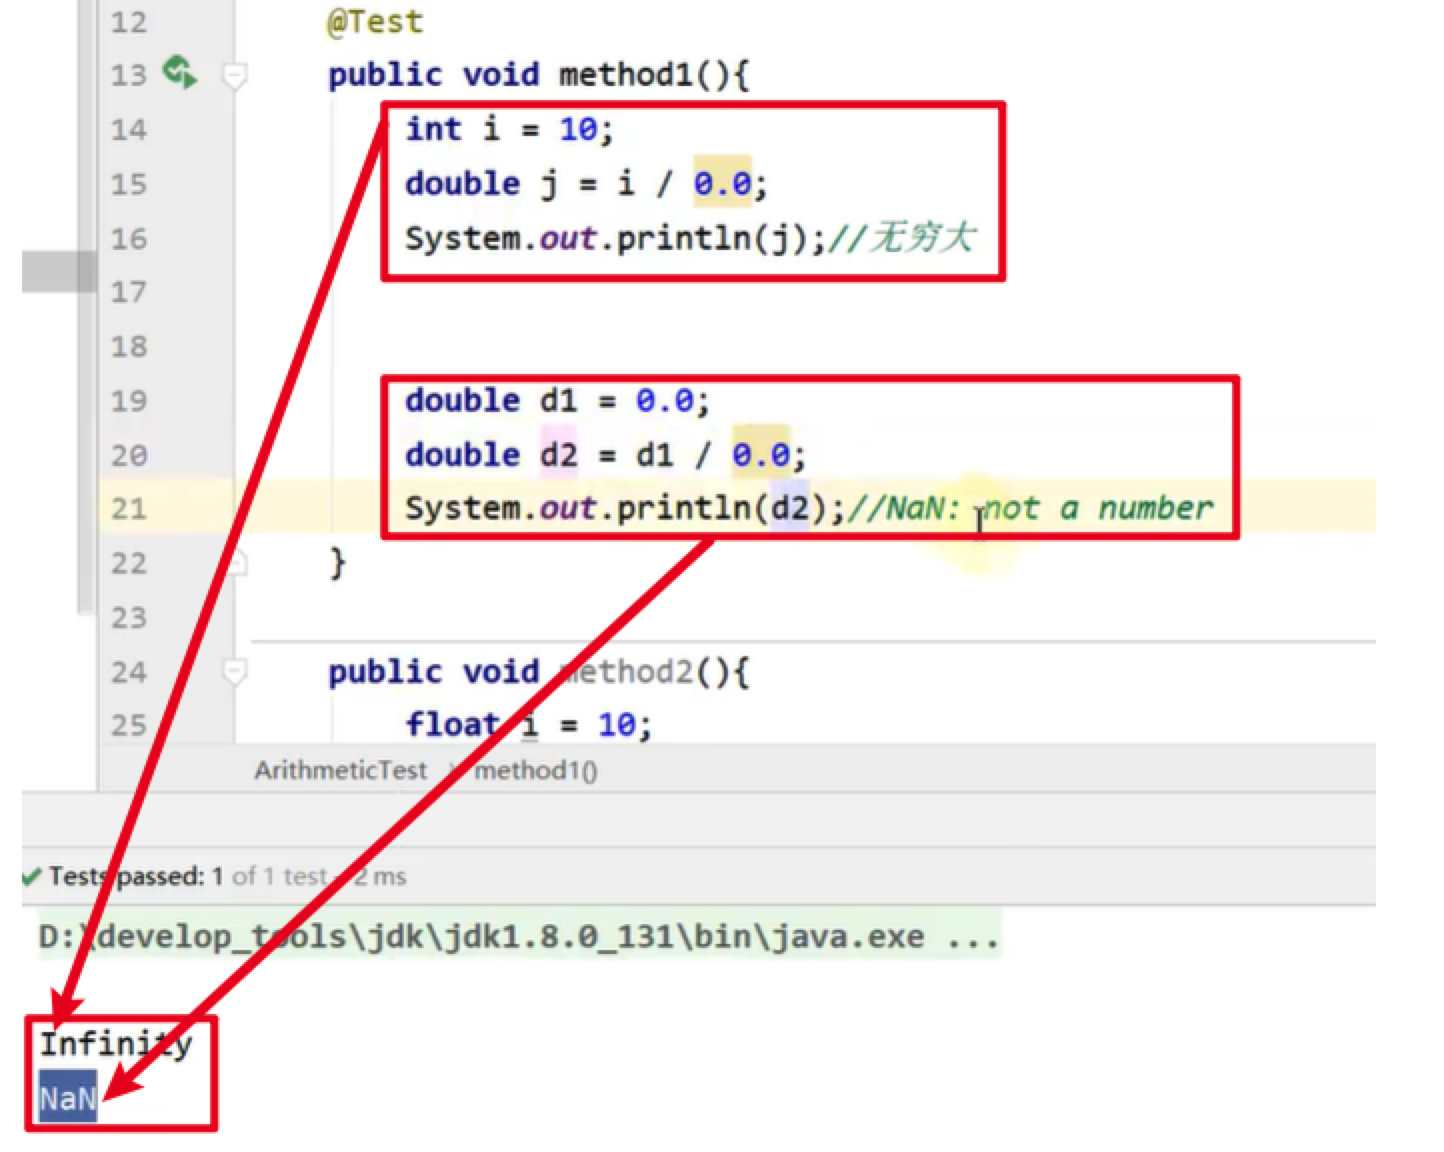 12 @Test
13 public void method1(){
14 int i = 10;
15 double j = i / 0.0;
16 System.out.println(j);//无穷大
17
18
19 double d1 = 0.0;
20 double d2 = d1 / 0.0;
21 System.out.println(d2);//NaN: not a number
22 }
23
24 public void method2(){
25 float i = 10;
ArithmeticTest › method1()
Tests passed: 1 of 1 test – 2 ms
D:\develop_tools\jdk\jdk1.8.0_131\bin\java.exe ...
Infinity
NaN